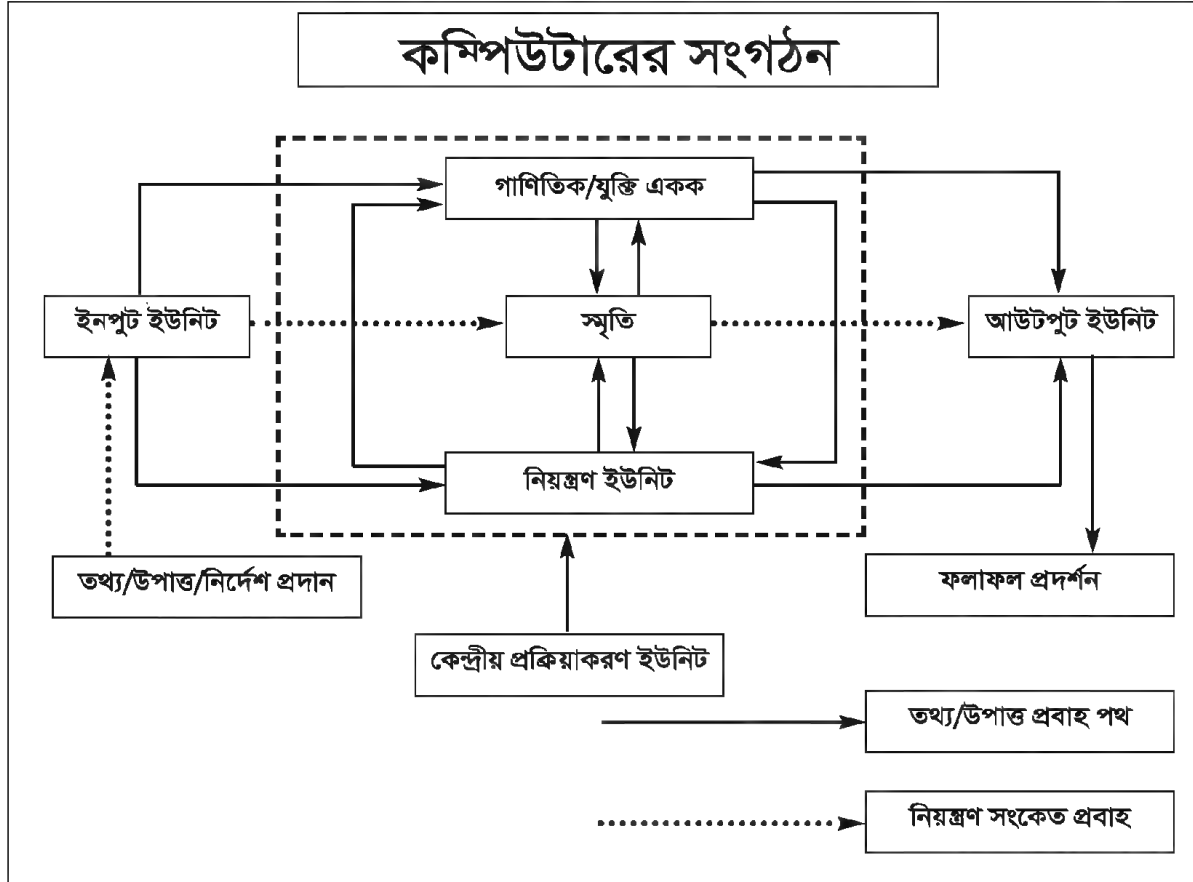 কম্পিউটারের সংগঠন
গাণিতিক/যুক্তি একক
ইনপুট ইউনিট
স্মৃতি
আউটপুট ইউনিট
নিয়ন্ত্রণ ইউনিট
তথ্য/উপাত্ত/নির্দেশ প্রদান
ফলাফল প্রদর্শন
কেন্দ্রীয় প্রক্রিয়াকরণ ইউনিট
তথ্য/উপাত্ত প্রবাহ পথ
নিয়ন্ত্রণ সংকেত প্রবাহ